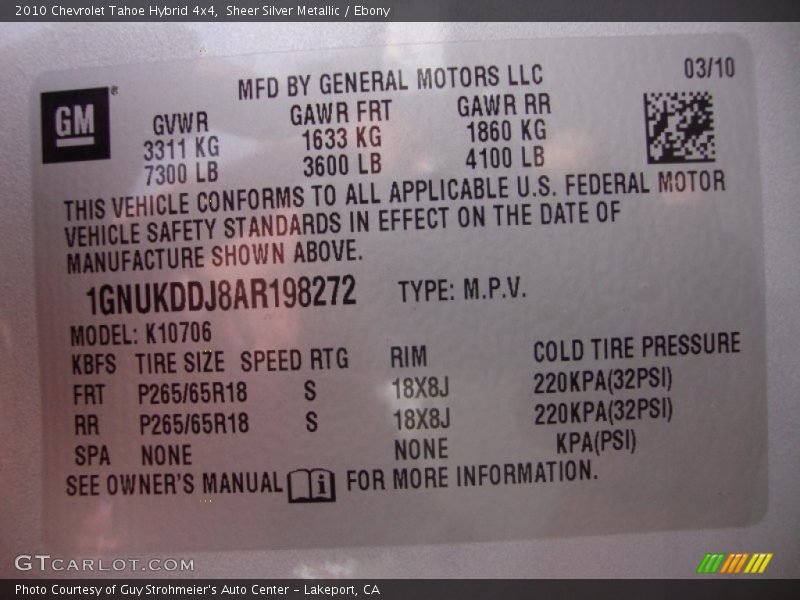 2010 Chevrolet Tahoe Hybrid 4x4, Sheer Silver Metallic / Ebony
MFD BY GENERAL MOTORS LLC 03/10
GM®
GVWR GAWR FRT GAWR RR
3311 KG 1633 KG 1860 KG
7300 LB 3600 LB 4100 LB
THIS VEHICLE CONFORMS TO ALL APPLICABLE U.S. FEDERAL MOTOR
VEHICLE SAFETY STANDARDS IN EFFECT ON THE DATE OF
MANUFACTURE SHOWN ABOVE.
1GNUKDDJ8AR198272 TYPE: M.P.V.
MODEL: K10706
KBFS TIRE SIZE SPEED RTG RIM COLD TIRE PRESSURE
FRT P265/65R18 S 18X8J 220KPA(32PSI)
RR P265/65R18 S 18X8J 220KPA(32PSI)
SPA NONE NONE KPA(PSI)
SEE OWNER'S MANUAL i FOR MORE INFORMATION.
GTCARLOT.COM
Photo Courtesy of Guy Strohmeier's Auto Center - Lakeport, CA